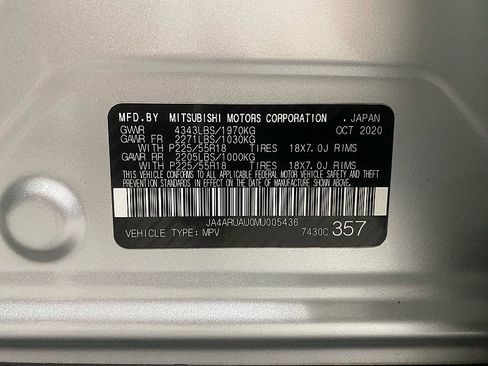 MFD.BY MITSUBISHI MOTORS CORPORATION . JAPAN
GVWR 4343LBS/1970KG OCT 2020
GAWR FR 2271LBS/1030KG
WITH P225/55R18 TIRES 18X7.0J RIMS
GAWR RR 2205LBS/1000KG
WITH P225/55R18 TIRES 18X7.0J RIMS
THIS VEHICLE CONFORMS TO ALL APPLICABLE FEDERAL MOTOR VEHICLE SAFETY AND THEFT
PREVENTION STANDARDS IN EFFECT ON THE DATE OF MANUFACTURE SHOWN ABOVE.
JA4ARUAU0MU005436
VEHICLE TYPE: MPV 7430C 357